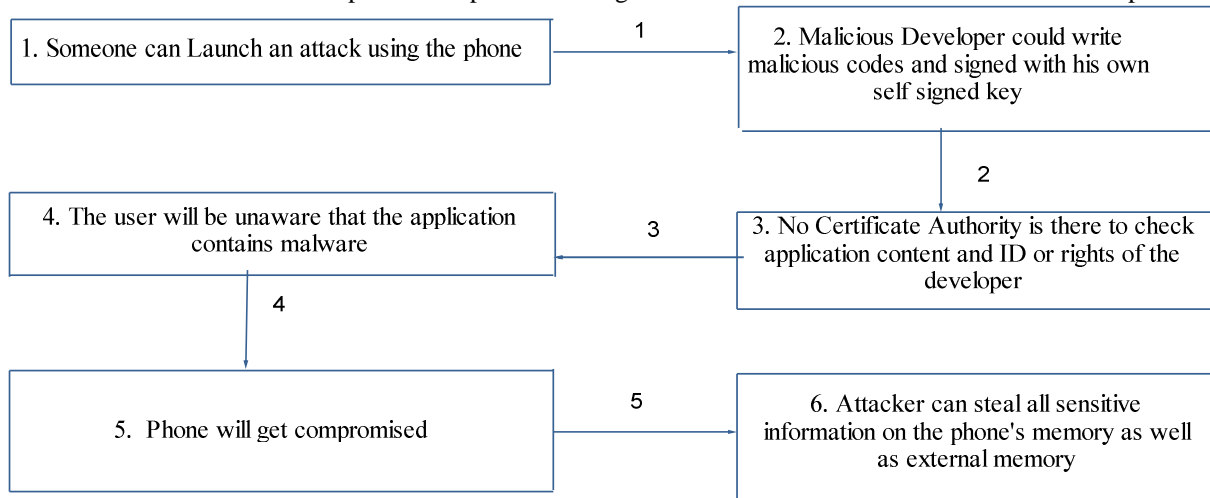 1. Someone can Launch an attack using the phone
1
2. Malicious Developer could write
malicious codes and signed with his own
self signed key
2
3. No Certificate Authority is there to check
application content and ID or rights of the
developer
3
4. The user will be unaware that the application
contains malware
4
5. Phone will get compromised
5
6. Attacker can steal all sensitive
information on the phone's memory as well
as external memory